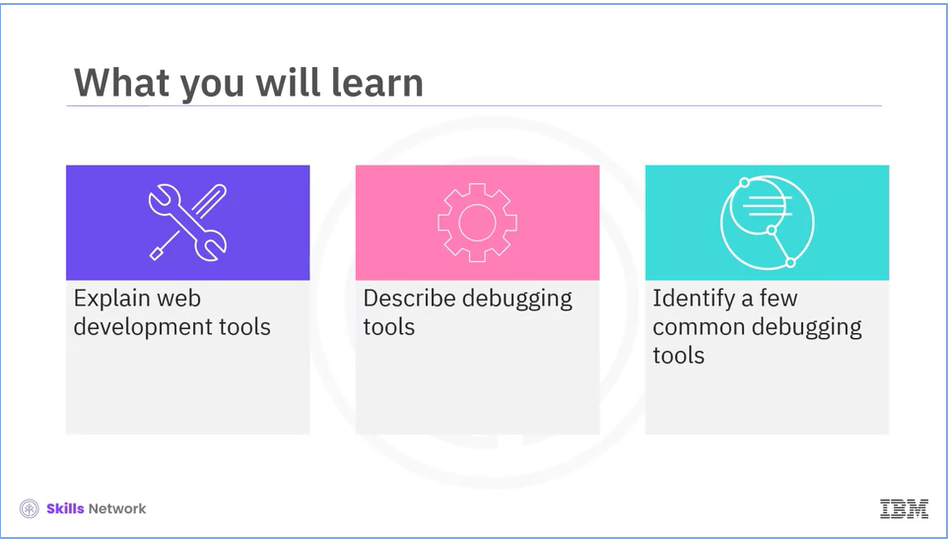 What you will learn
Explain web
development tools
Describe debugging
tools
Identify a few
common debugging
tools
Skills Network
IBM